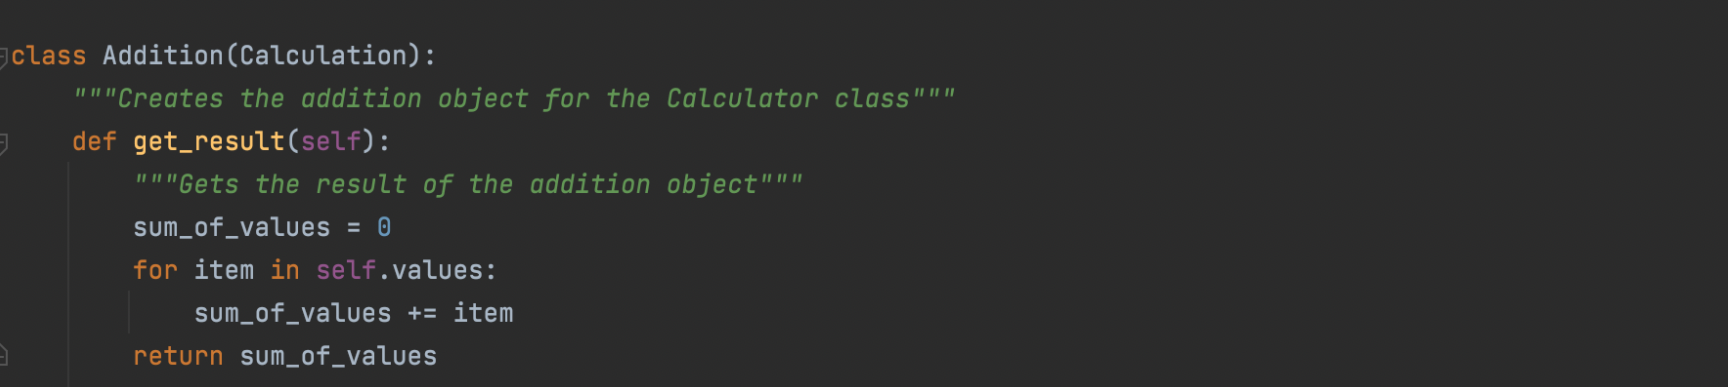 class Addition(Calculation):
    """Creates the addition object for the Calculator class"""
    def get_result(self):
        """Gets the result of the addition object"""
        sum_of_values = 0
        for item in self.values:
            sum_of_values += item
        return sum_of_values